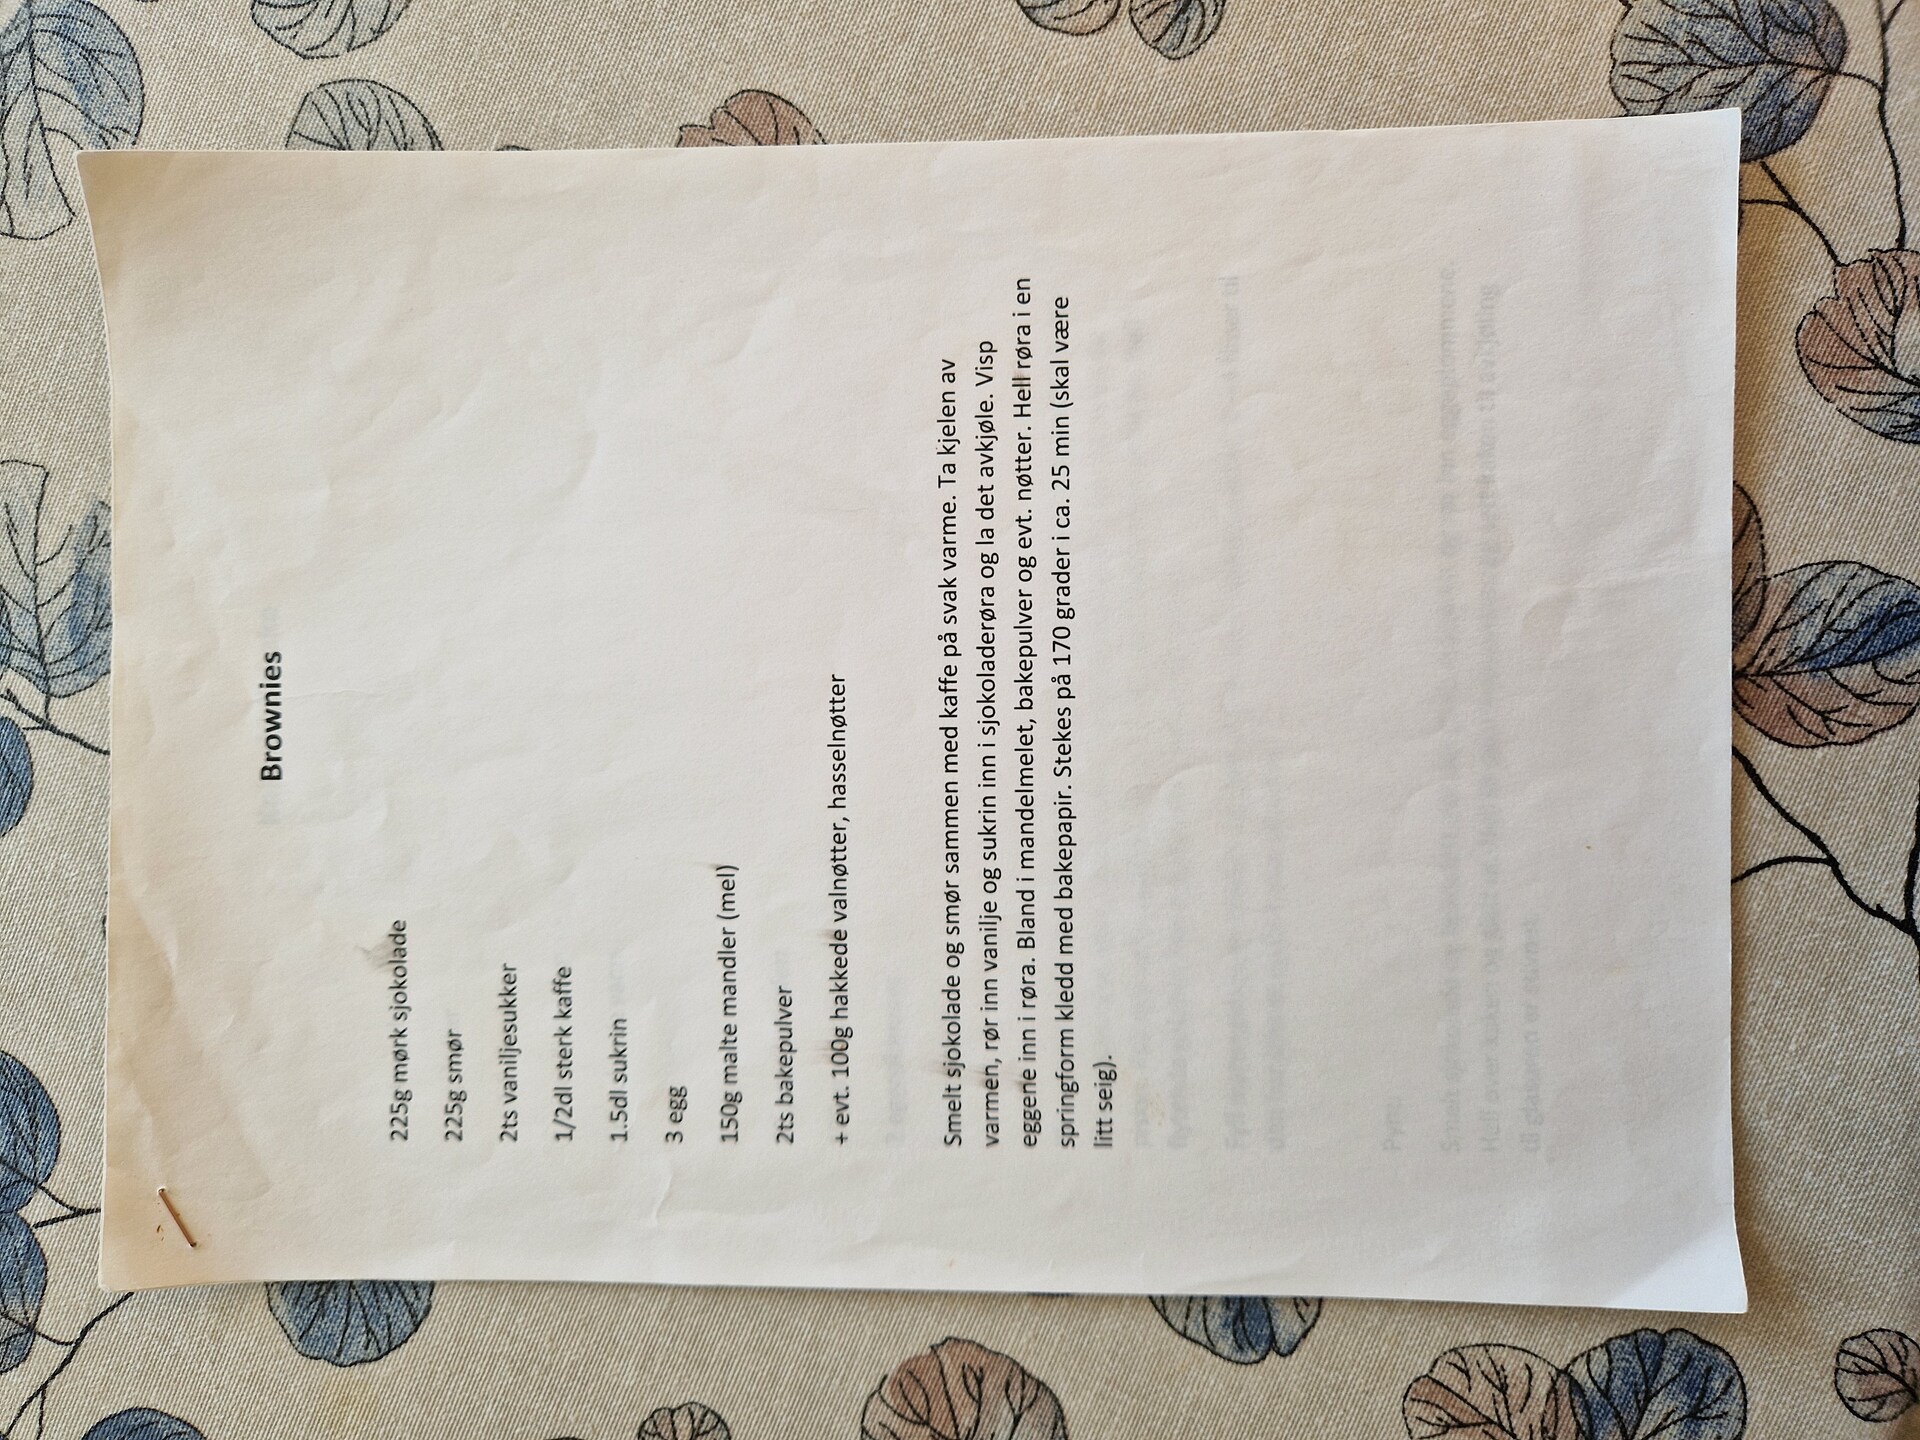 Brownies
225g mørk sjokolade
225g smør
2ts vaniljesukker
1/2dl sterk kaffe
1.5dl sukrin
3 egg
150g malte mandler (mel)
2ts bakepulver
+ evt. 100g hakkede valnøtter, hasselnøtter
Smelt sjokolade og smør sammen med kaffe på svak varme. Ta kjelen av
varmen, rør inn vanilje og sukrin inn i sjokoladerøra og la det avkjøle. Visp
eggene inn i røra. Bland i mandelmelet, bakepulver og evt. nøtter. Hell røra i en
springform kledd med bakepapir. Stekes på 170 grader i ca. 25 min (skal være
litt seig).